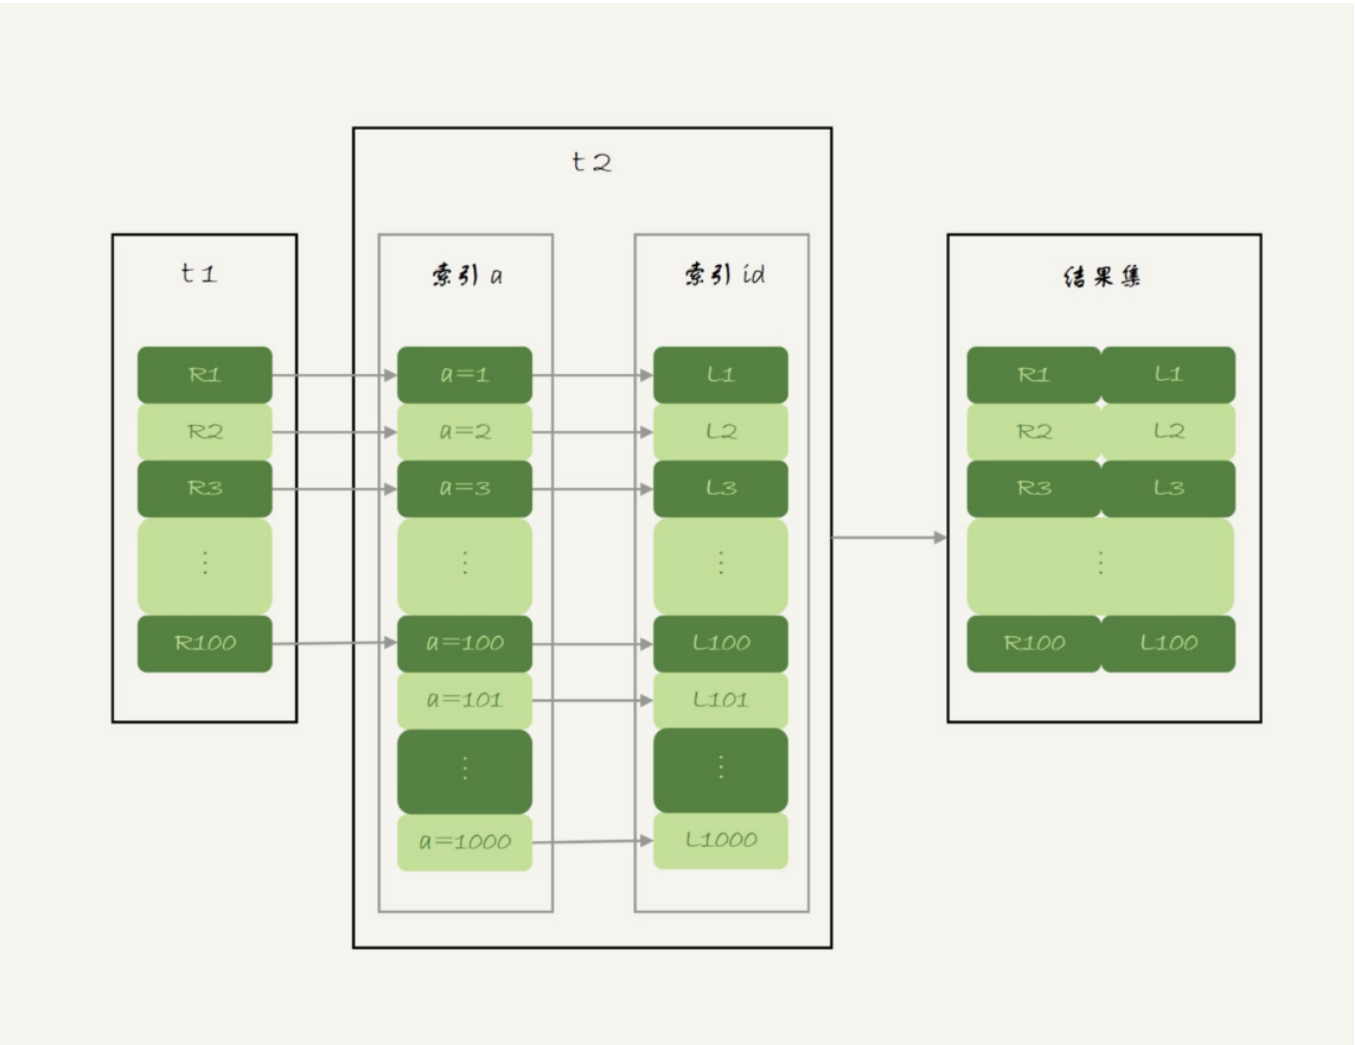 t2
t1
索引 a
索引 id
结果集
R1
a=1
L1
R1
L1
R2
a=2
L2
R2
L2
R3
a=3
L3
R3
L3
⋮
⋮
⋮
⋮
R100
a=100
L100
R100
L100
a=101
L101
⋮
⋮
a=1000
L1000